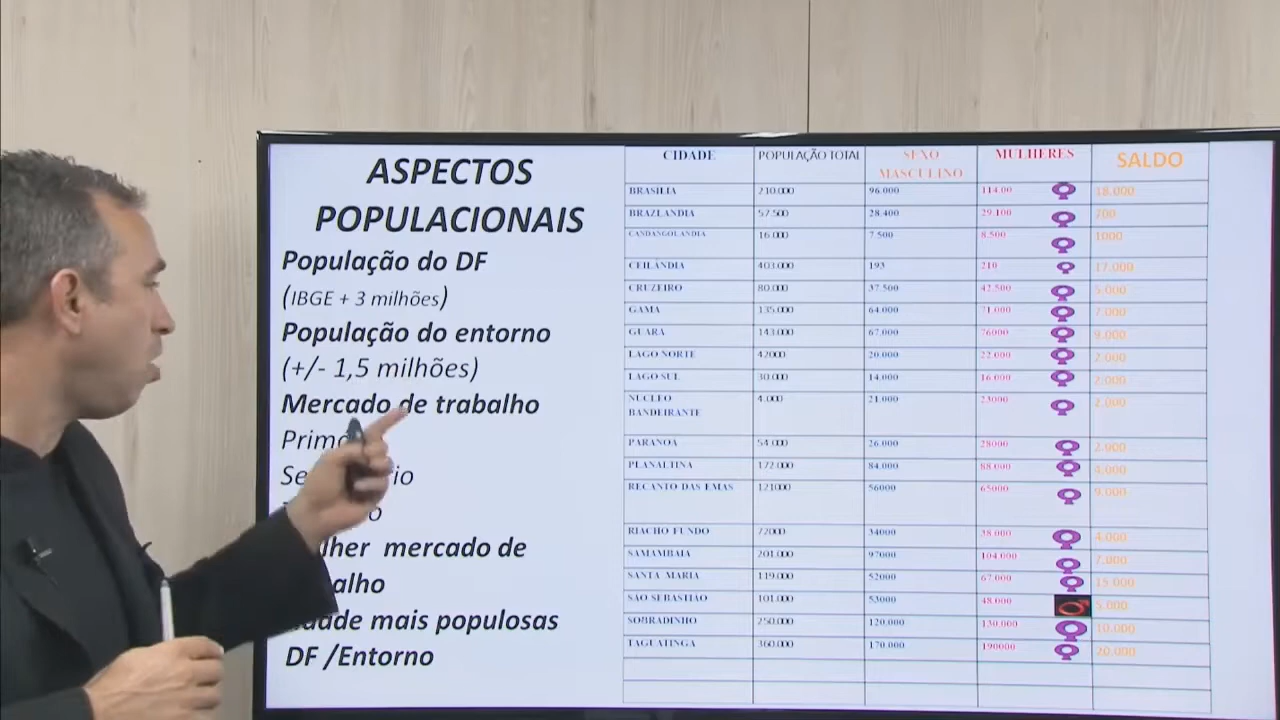 ASPECTOS
POPULACIONAIS
População do DF
(IBGE + 3 milhões)
População do entorno
(+/- 1,5 milhões)
Mercado de trabalho
mercado de
mais populosas
DF /Entorno
CIDADE POPULAÇÃO TOTAL SEXO MASCULINO MULHERES SALDO
BRASILIA 210.000 96.000 114.00 18.000
BRAZLANDIA 57.500 28.400 29.100 700
CANDANGOLANDIA 16.000 7.500 8.500 1000
CEILÂNDIA 403.000 193 210 17.000
CRUZEIRO 80.000 37.500 42.500 5.000
GAMA 135.000 64.000 71.000 7.000
GUARA 143.000 67.000 76000 9.000
LAGO NORTE 42000 20.000 22.000 2.000
LAGO SUL 30.000 14.000 16.000 2.000
NUCLEO BANDEIRANTE 4.000 21.000 23000 2.000
PARANOA 54.000 26.000 28000 2.000
PLANALTINA 172.000 84.000 88.000 4.000
RECANTO DAS EMAS 121000 56000 65000 9.000
RIACHO FUNDO 72000 34000 38.000 4.000
SAMAMBAIA 201.000 97000 104.000 7.000
SANTA MARIA 119.000 52000 67.000 15.000
SÃO SEBASTIÃO 101.000 53000 48.000 5.000
SOBRADINHO 250.000 120.000 130.000 10.000
TAGUATINGA 360.000 170.000 190000 20.000